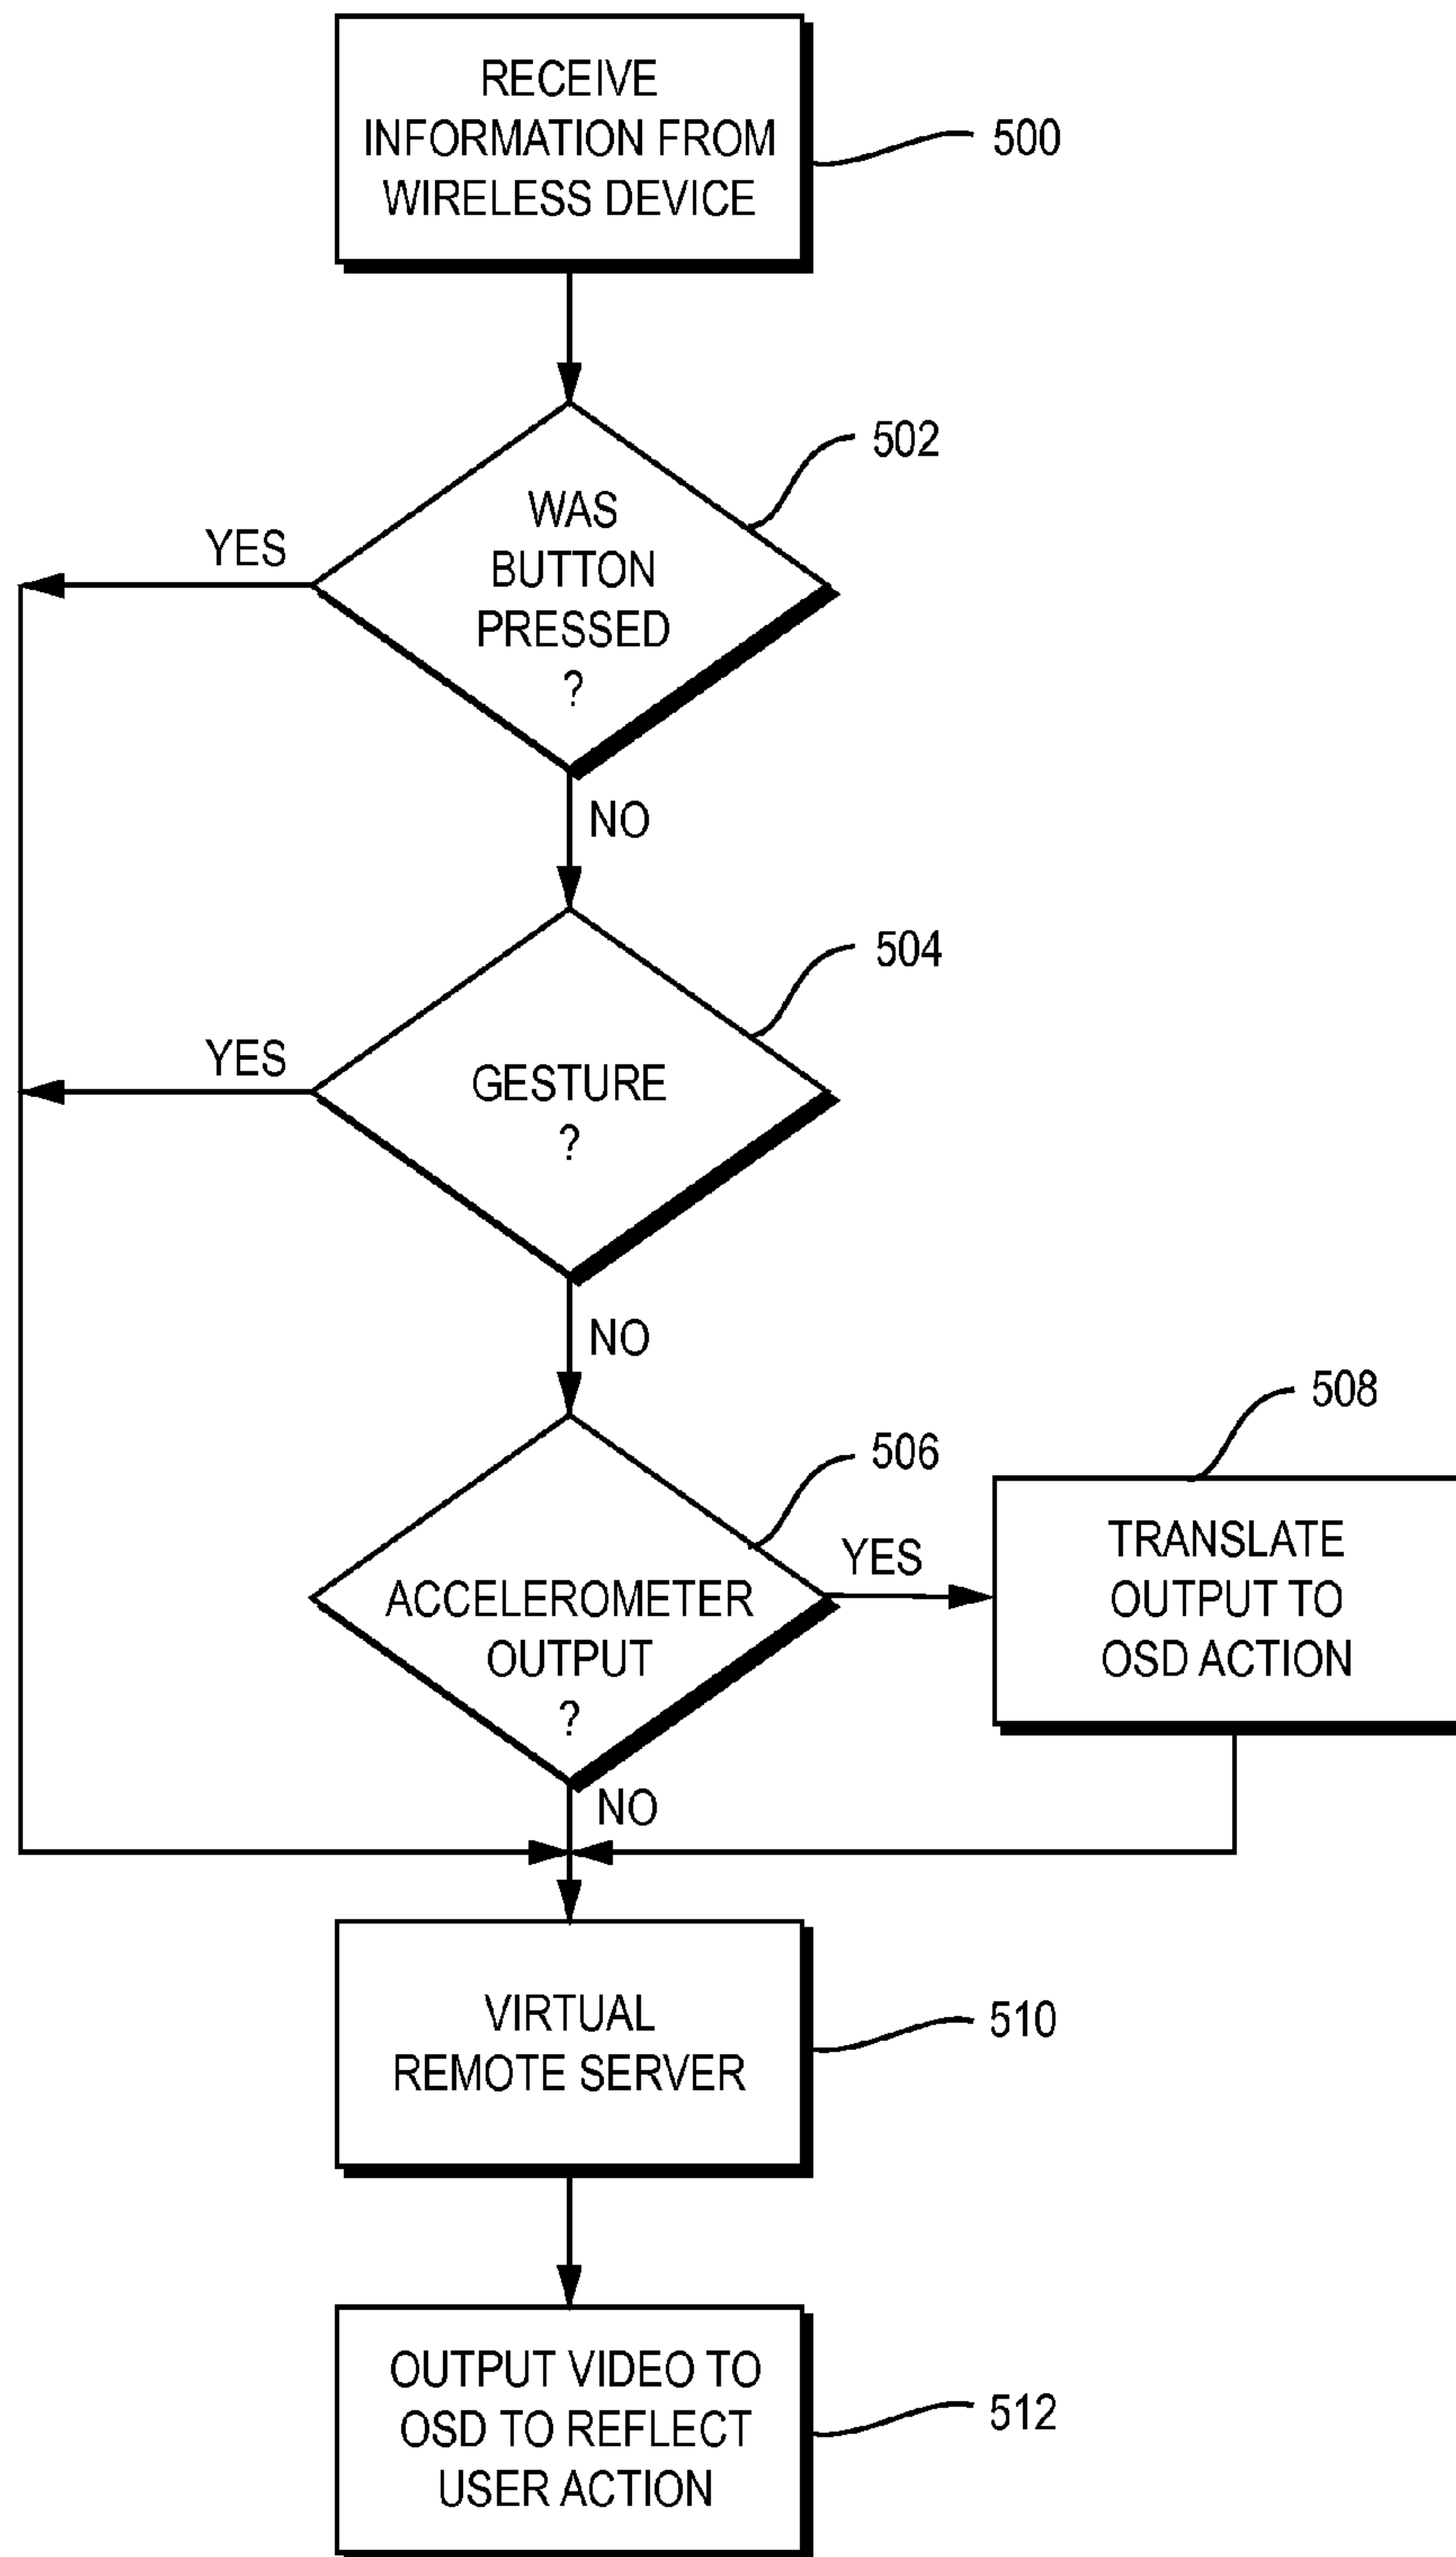 RECEIVE
INFORMATION FROM
WIRELESS DEVICE
500
502
WAS
BUTTON
PRESSED
?
YES
NO
504
GESTURE
?
YES
NO
506
ACCELEROMETER
OUTPUT
?
YES
NO
508
TRANSLATE
OUTPUT TO
OSD ACTION
VIRTUAL
REMOTE SERVER
510
OUTPUT VIDEO TO
OSD TO REFLECT
USER ACTION
512